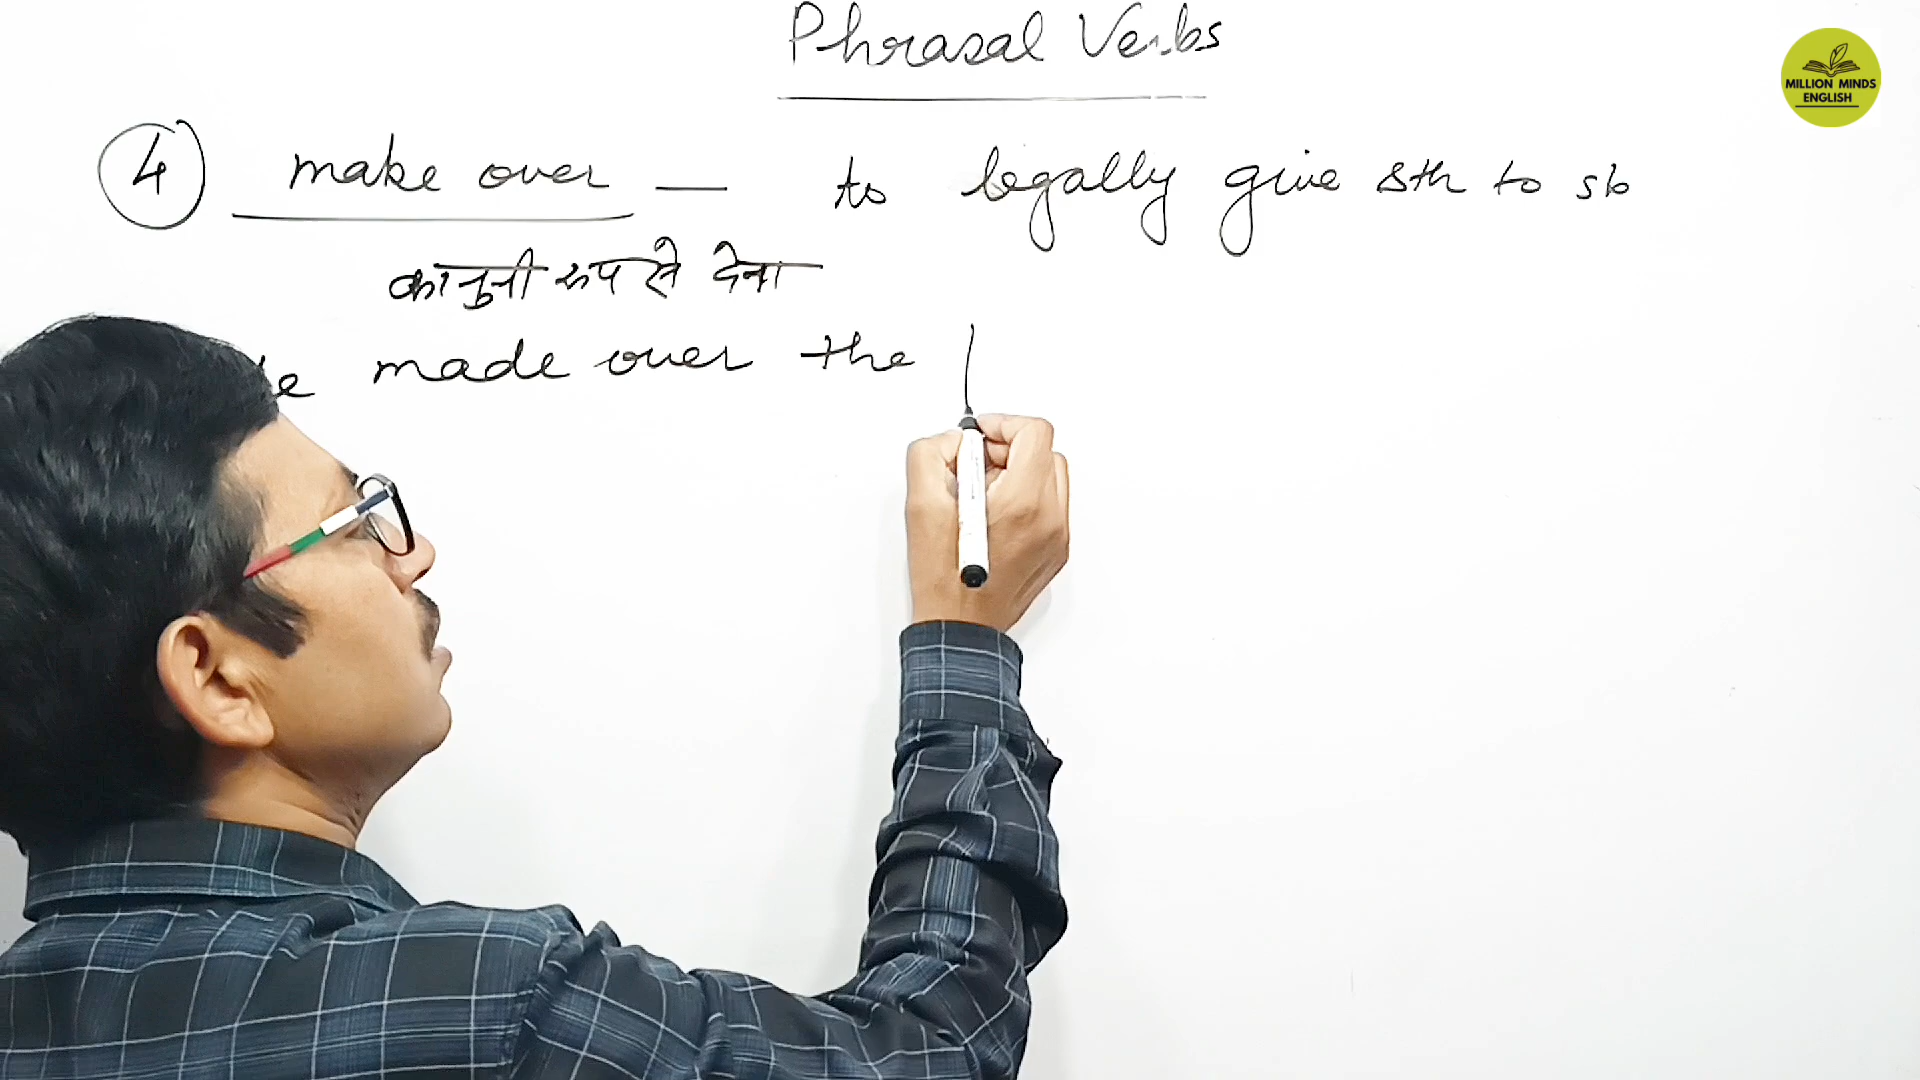 Phrasal Verbs
MILLION MINDS
ENGLISH
4 make over — to legally give sth to sb
कानुनी रुप से देना
made over the